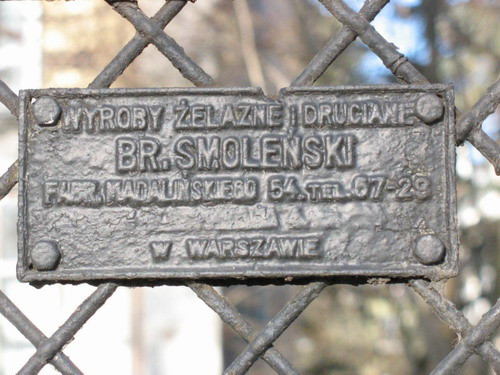 WYROBY ŻELAZNE I DRUCIANE
BR. SMOLEŃSKI
FABR. MADALIŃSKIEGO 54. TEL. 67-29
W WARSZAWIE